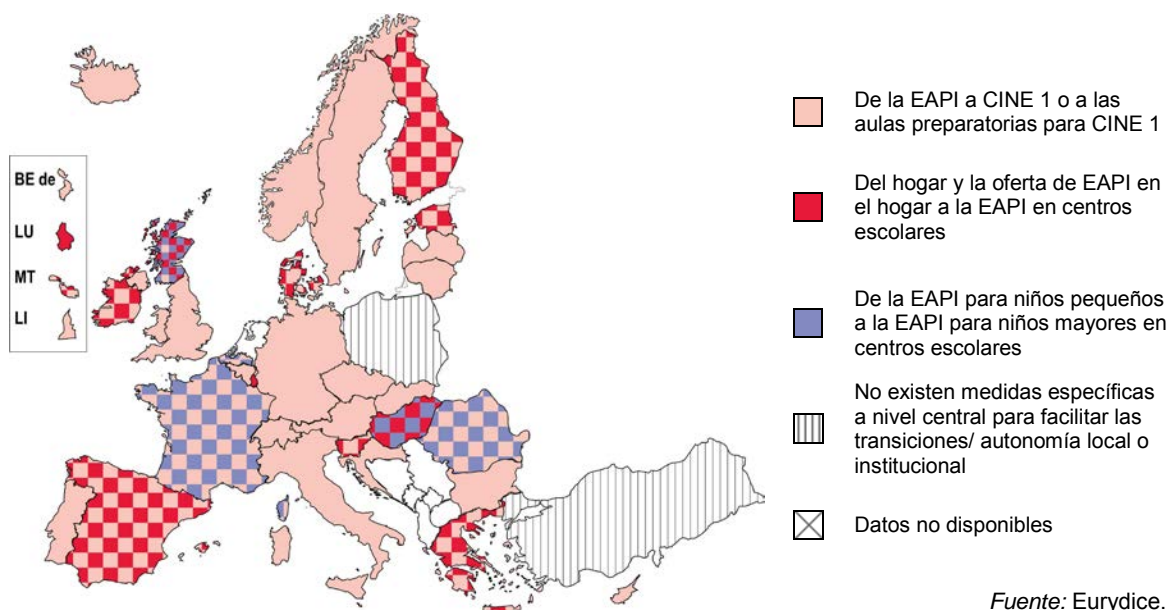 BE de
LU
MT
LI
De la EAPI a CINE 1 o a las
aulas preparatorias para CINE 1
Del hogar y la oferta de EAPI en
el hogar a la EAPI en centros
escolares
De la EAPI para niños pequeños
a la EAPI para niños mayores en
centros escolares
No existen medidas específicas
a nivel central para facilitar las
transiciones/ autonomía local o
institucional
Datos no disponibles
Fuente: Eurydice.